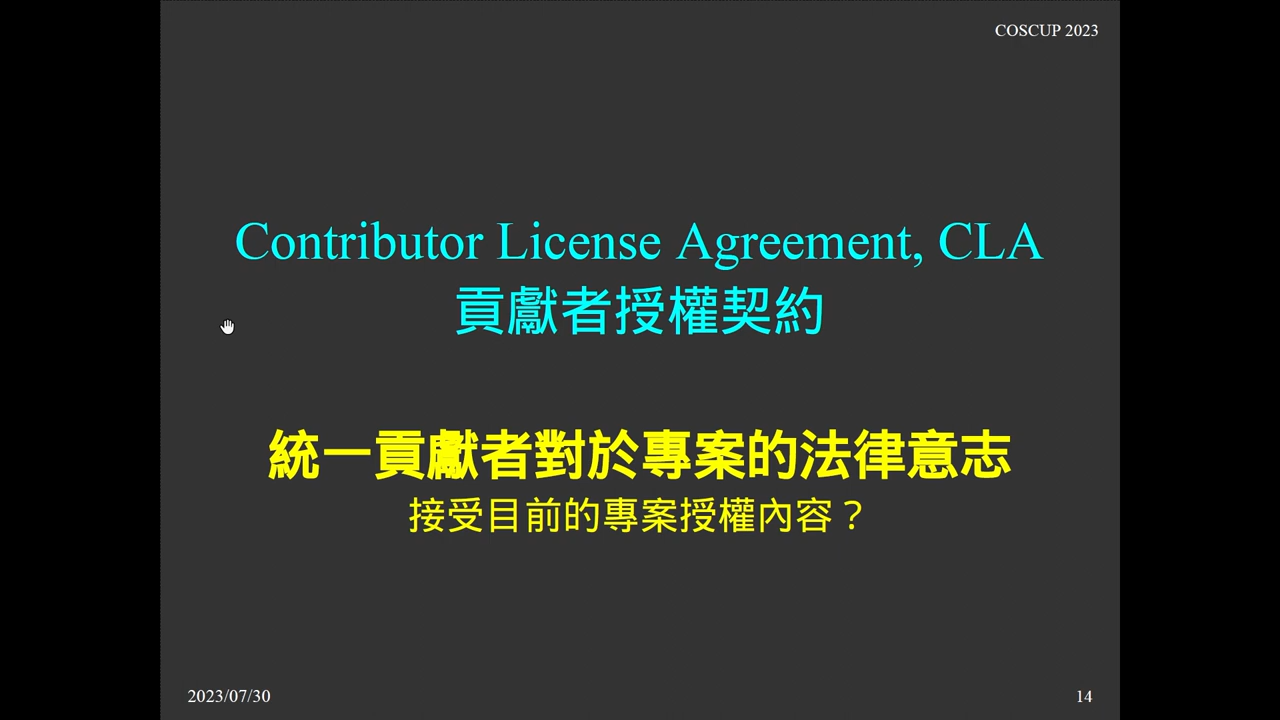 COSCUP 2023
Contributor License Agreement, CLA
貢獻者授權契約
統一貢獻者對於專案的法律意志
接受目前的專案授權內容？
2023/07/30
14